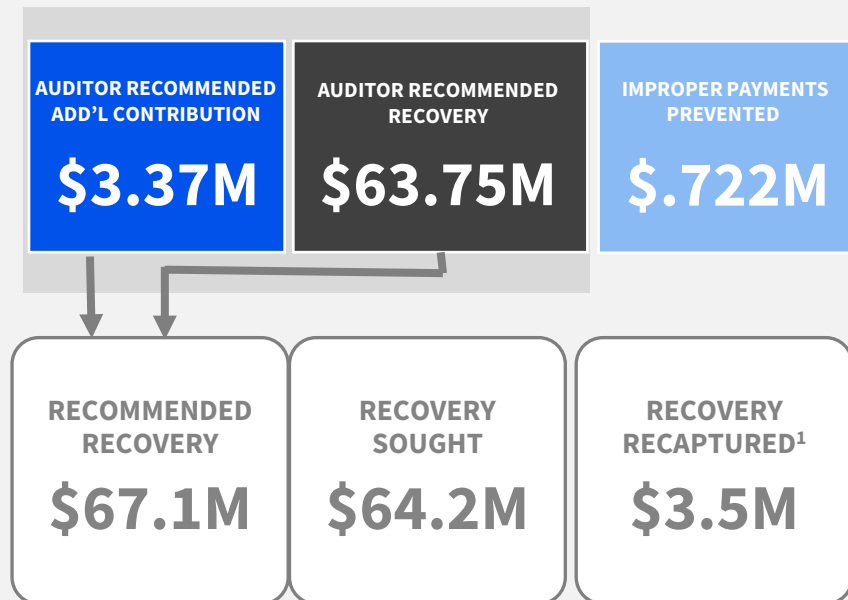 AUDITOR RECOMMENDED
ADD’L CONTRIBUTION
$3.37M
AUDITOR RECOMMENDED
RECOVERY
$63.75M
IMPROPER PAYMENTS
PREVENTED
$.722M
RECOMMENDED
RECOVERY
$67.1M
RECOVERY
SOUGHT
$64.2M
RECOVERY
RECAPTURED¹
$3.5M